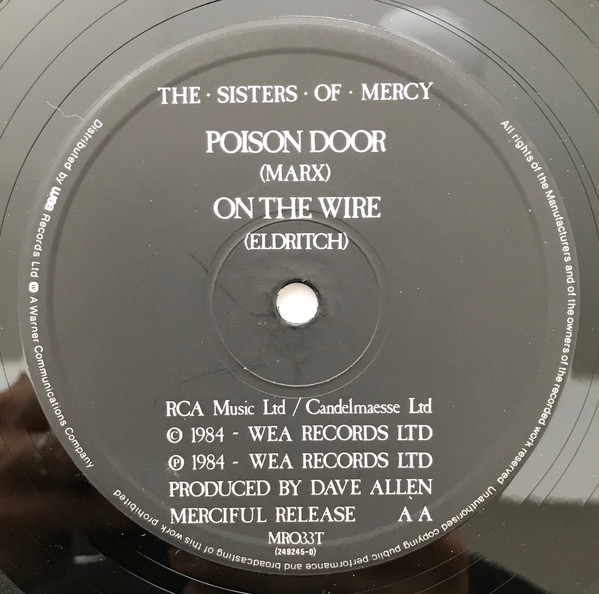 THE · SISTERS · OF · MERCY
POISON DOOR
(MARX)
ON THE WIRE
(ELDRITCH)
RCA Music Ltd / Candelmaesse Ltd
© 1984 - WEA RECORDS LTD
℗ 1984 - WEA RECORDS LTD
PRODUCED BY DAVE ALLEN
MERCIFUL RELEASE A A
MRO33T
(249245-0)
All rights of the Manufacturers and of the owners of the recorded work reserved Unauthorised copying public performance and broadcasting of this work prohibited
Distributed by wea Records Ltd A Warner Communications Company